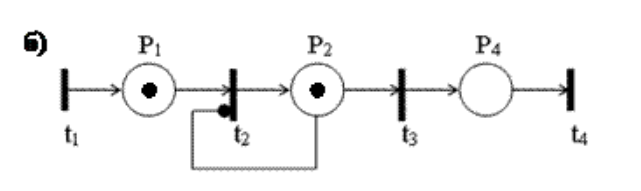 б)
P₁ P₂ P₄
t₁ t₂ t₃ t₄